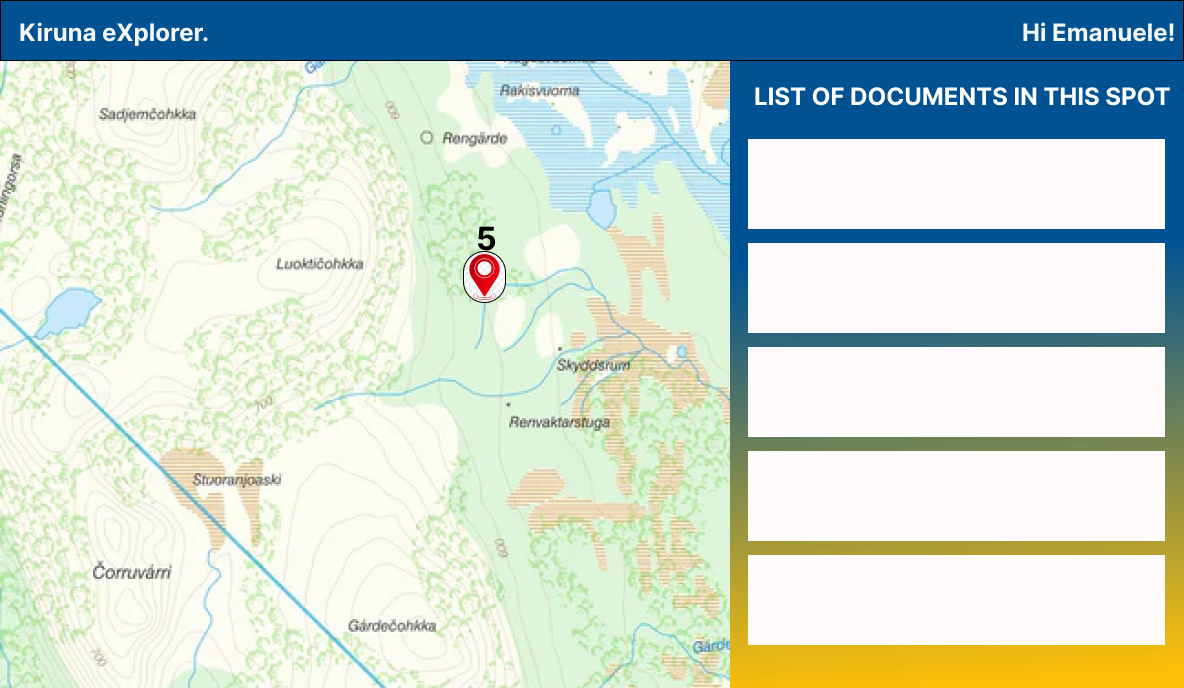 Kiruna eXplorer.
Hi Emanuele!
LIST OF DOCUMENTS IN THIS SPOT
Rakisvuoma
Sadjemčohkka
600
Rengärde
5
Luoktičohkka
Skyddsrum
700
Renvaktarstuga
Stuoranjoaski
600
Čorruvárri
Gárdečohkka
Gárde
700